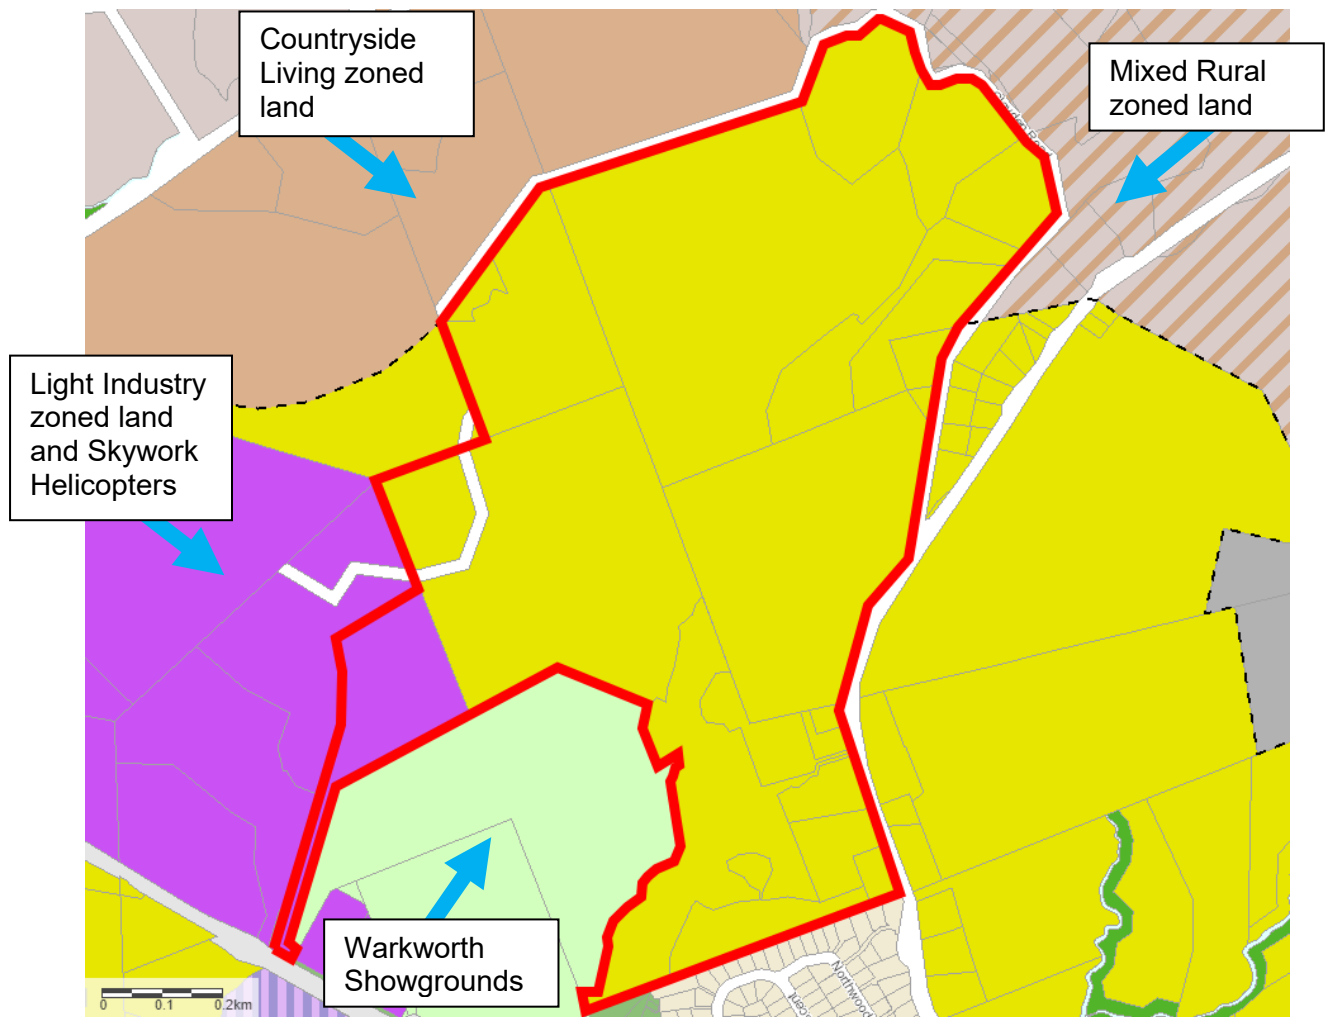 Countryside
Living zoned
land
Mixed Rural
zoned land
Light Industry
zoned land
and Skywork
Helicopters
Warkworth
Showgrounds
0 0.1 0.2km